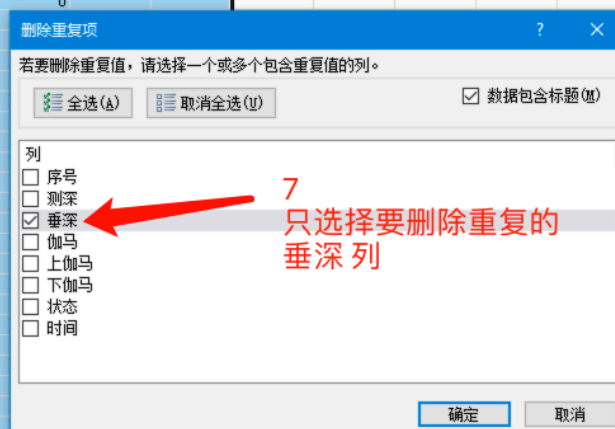 0
删除重复项 ? ×
若要删除重复值，请选择一个或多个包含重复值的列。
全选(A) 取消全选(U) 数据包含标题(M)
列
序号
测深
垂深
伽马
上伽马
下伽马
状态
时间
7
只选择要删除重复的
垂深 列
确定 取消